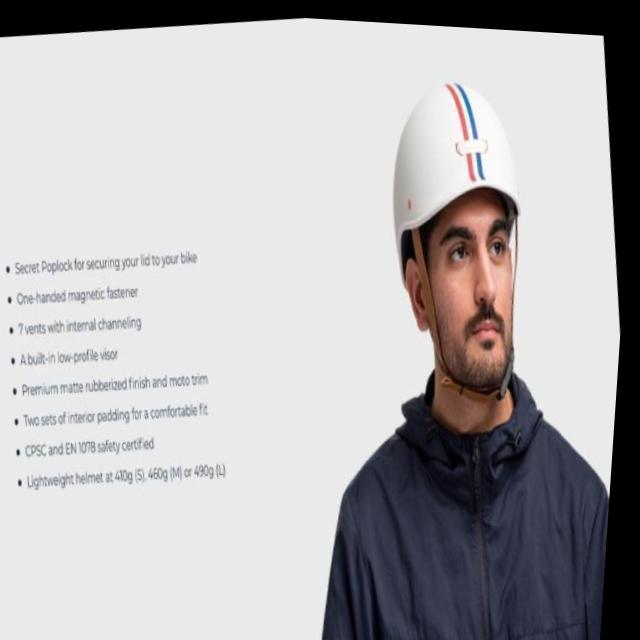 Secret Poplock for securing your lid to your bike
One-handed magnetic fastener
7 vents with internal channeling
A built-in low-profile visor
Premium matte rubberized finish and moto trim
Two sets of interior padding for a comfortable fit
CPSC and EN 1078 safety certified
Lightweight helmet at 410g (S), 460g (M) or 490g (L)